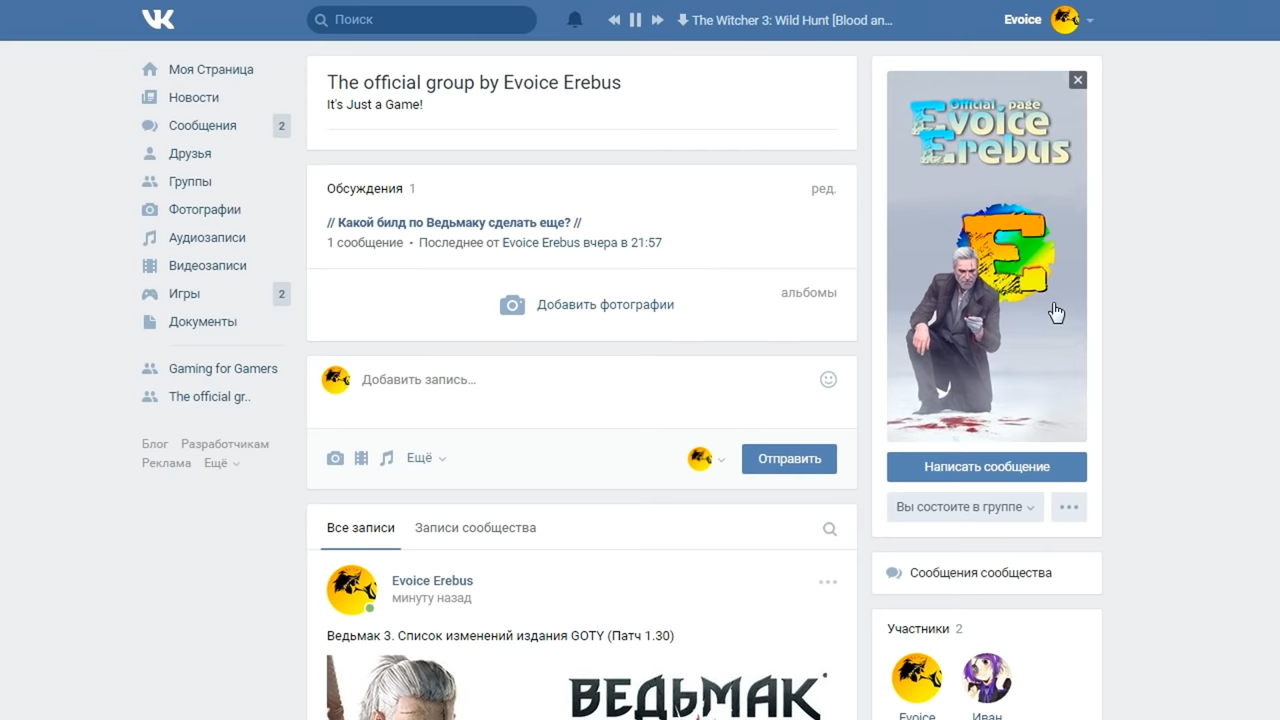 Поиск
The Witcher 3: Wild Hunt [Blood an...
Evoice
Моя Страница
Новости
Сообщения 2
Друзья
Группы
Фотографии
Аудиозаписи
Видеозаписи
Игры 2
Документы
Gaming for Gamers
The official gr..
Блог Разработчикам
Реклама Ещё
The official group by Evoice Erebus
It's Just a Game!
Обсуждения 1 ред.
// Какой билд по Ведьмаку сделать еще? //
1 сообщение • Последнее от Evoice Erebus вчера в 21:57
альбомы
Добавить фотографии
Добавить запись...
Ещё
Отправить
Все записи Записи сообщества
Evoice Erebus
минуту назад
Ведьмак 3. Список изменений издания GOTY (Патч 1.30)
ВЕДЬМАК
Official page
Evoice
Erebus
E.
Написать сообщение
Вы состоите в группе
Сообщения сообщества
Участники 2
Evoice Иван